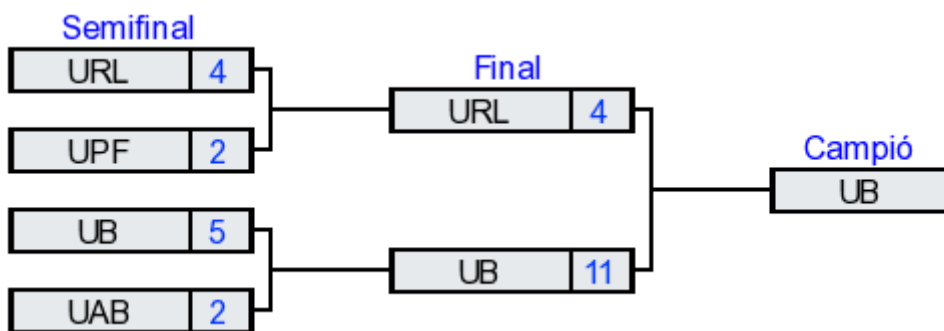 Semifinal
URL 4
UPF 2
UB 5
UAB 2
Final
URL 4
UB 11
Campió
UB